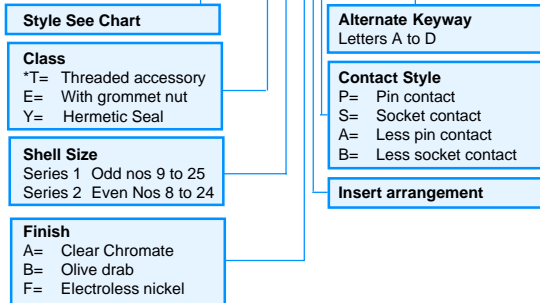 Style See Chart
Class
*T= Threaded accessory
E= With grommet nut
Y= Hermetic Seal
Shell Size
Series 1 Odd nos 9 to 25
Series 2 Even Nos 8 to 24
Finish
A= Clear Chromate
B= Olive drab
F= Electroless nickel
Alternate Keyway
Letters A to D
Contact Style
P= Pin contact
S= Socket contact
A= Less pin contact
B= Less socket contact
Insert arrangement